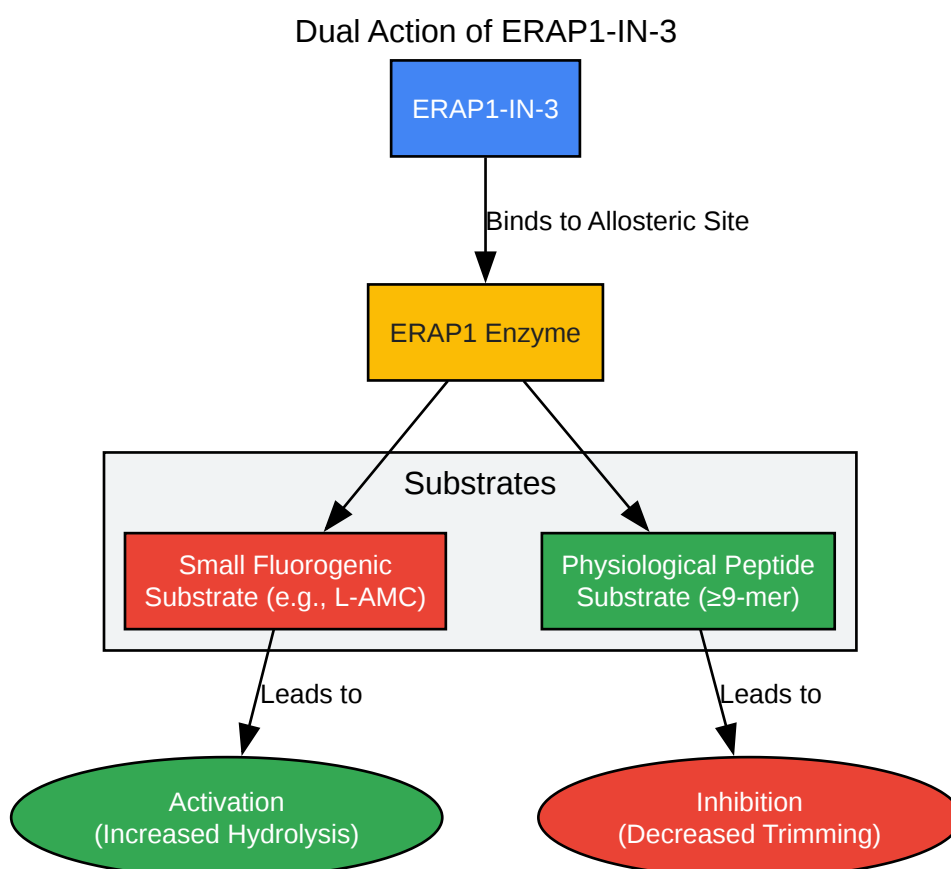 Dual Action of ERAP1-IN-3
ERAP1-IN-3
Binds to Allosteric Site
ERAP1 Enzyme
Substrates
Small Fluorogenic
Substrate (e.g., L-AMC)
Physiological Peptide
Substrate (≥9-mer)
Leads to
Leads to
Activation
(Increased Hydrolysis)
Inhibition
(Decreased Trimming)